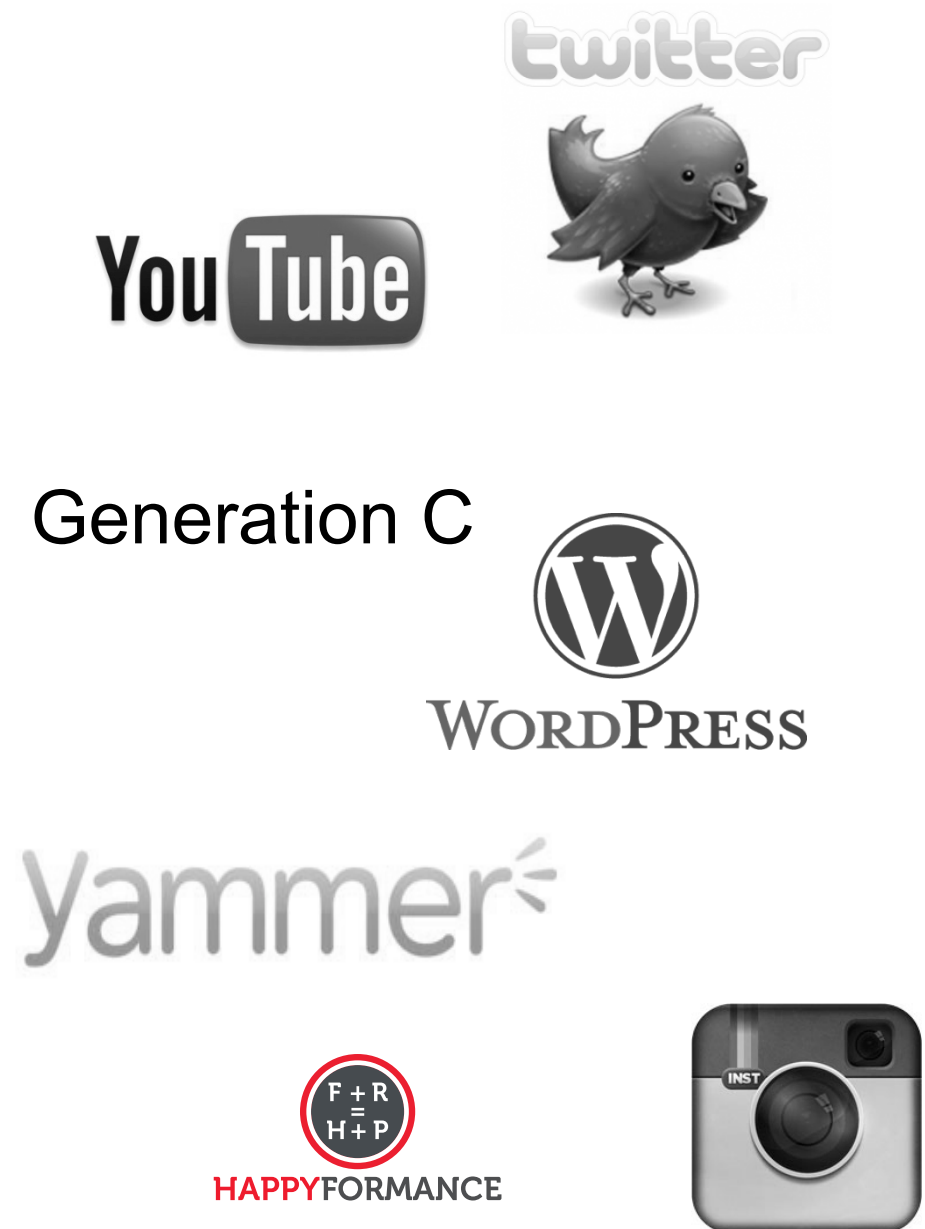 twitter
YouTube
Generation C
WORDPRESS
yammer
INST
F + R
=
H + P
HAPPYFORMANCE